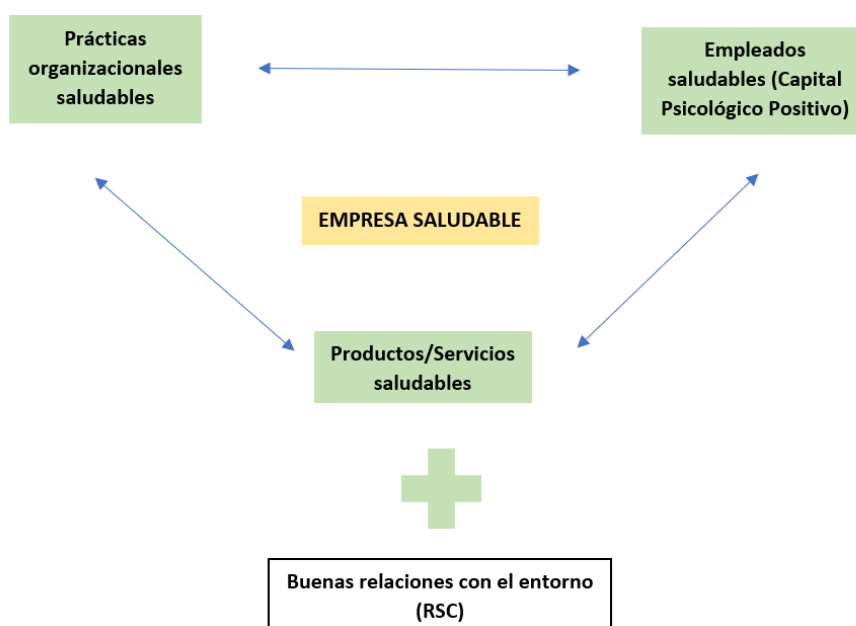 Prácticas
organizacionales
saludables
Empleados
saludables (Capital
Psicológico Positivo)
EMPRESA SALUDABLE
Productos/Servicios
saludables
Buenas relaciones con el entorno
(RSC)